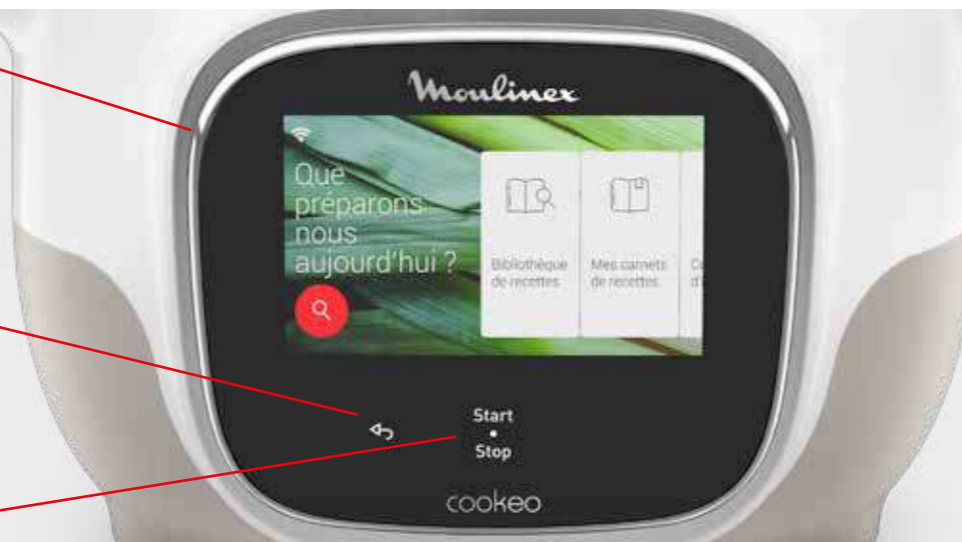 Moulinex
Que
préparons-
nous
aujourd'hui ?
Bibliothèque
de recettes
Mes carnets
de recettes
Start
Stop
cookeo